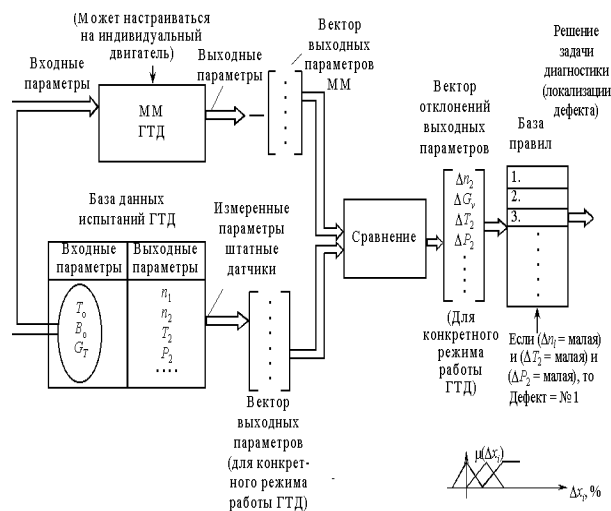 (Может настраиваться
на индивидуальный
двигатель)
Входные
параметры
ММ
ГТД
Выходные
параметры
Вектор
выходных
параметров
ММ
Решение
задачи
диагностики
(локализации
дефекта)
Вектор
отклонений
выходных
параметров
База
правил
Δn₂
ΔGᵥ
ΔT₂
ΔP₂
1.
2.
3.
База данных
испытаний ГТД
Входные
параметры
Выходные
параметры
T₀
B₀
G_T
n₁
n₂
T₂
P₂
....
Измеренные
параметры
штатные
датчики
Сравнение
Вектор
выходных
параметров
(для конкрет-
ного режима
работы ГТД)
(Для
конкретного
режима
работы
ГТД)
Если (Δn_l = малая)
и (ΔT₂ = малая) и
(ΔP₂ = малая), то
Дефект = № 1
μ(Δxᵢ)
Δxᵢ, %